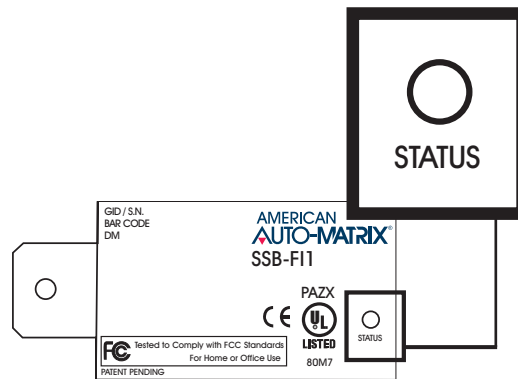 STATUS
GID / S.N.
BAR CODE
DM
AMERICAN
AUTO-MATRIX®
SSB-FI1
PAZX
CE
UL
LISTED
80M7
STATUS
FC Tested to Comply with FCC Standards
For Home or Office Use
PATENT PENDING